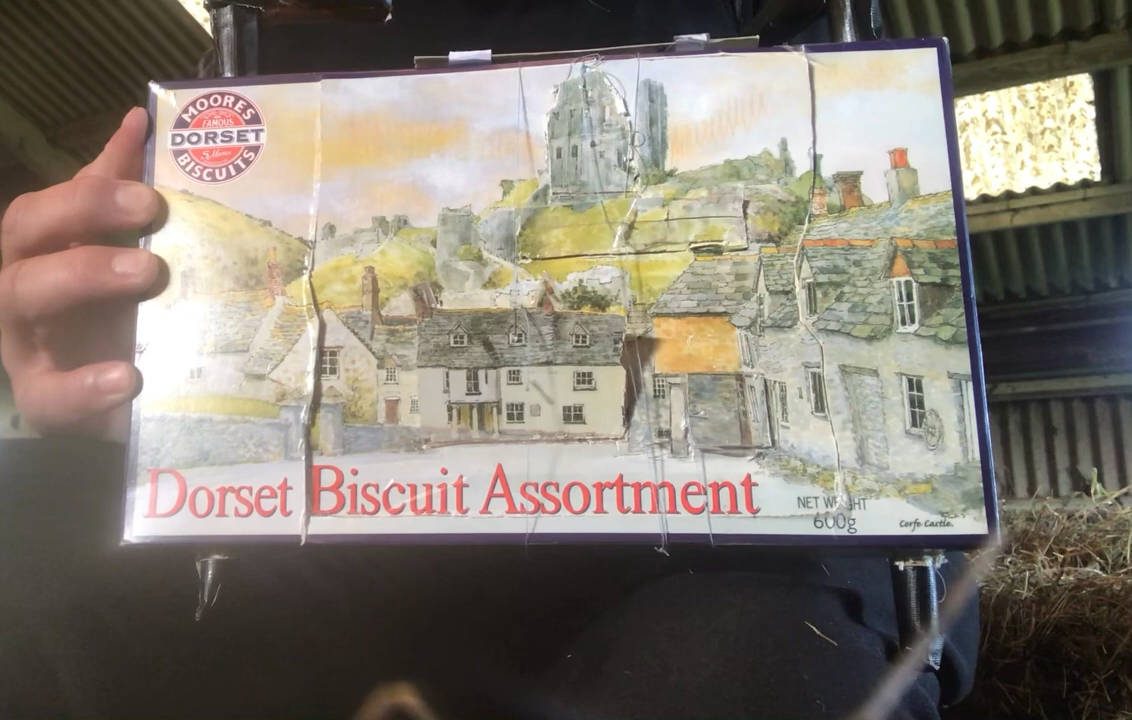 MOORES
FAMOUS
DORSET
BISCUITS
Dorset Biscuit Assortment
NET WEIGHT
600g
Corfe Castle.